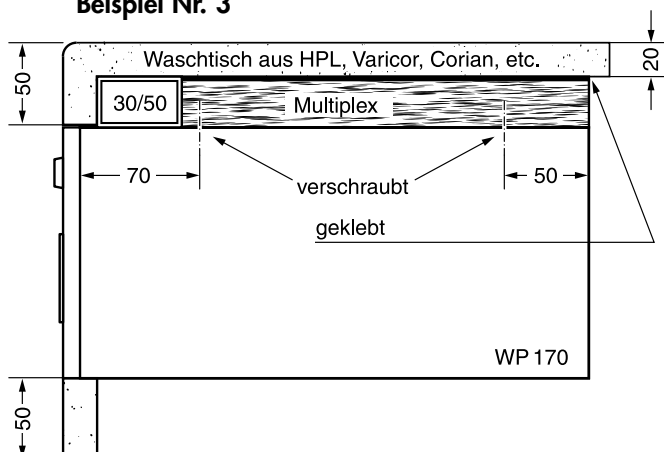 Beispiel Nr. 3
Waschtisch aus HPL, Varicor, Corian, etc.
50
20
30/50
Multiplex
70
verschraubt
50
geklebt
WP 170
50